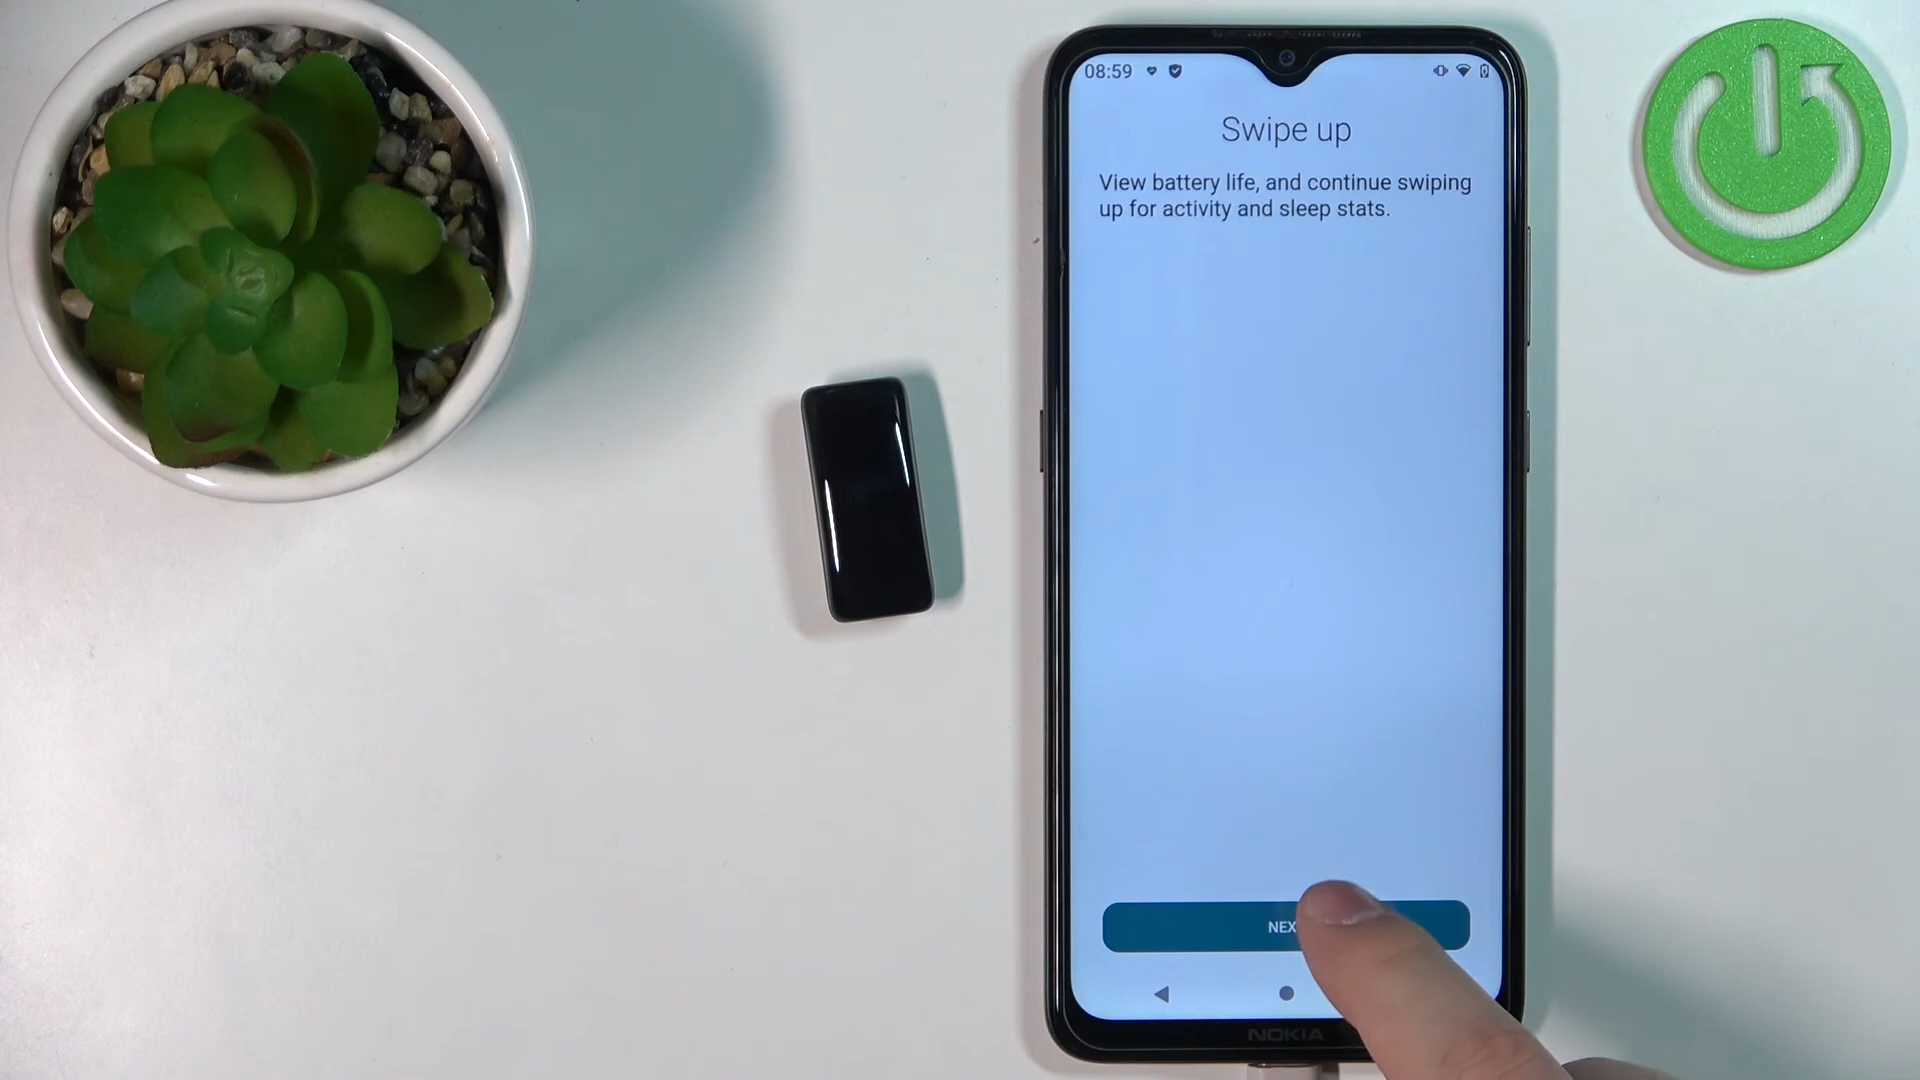 08:59
Swipe up
View battery life, and continue swiping
up for activity and sleep stats.
NEX
NOKIA